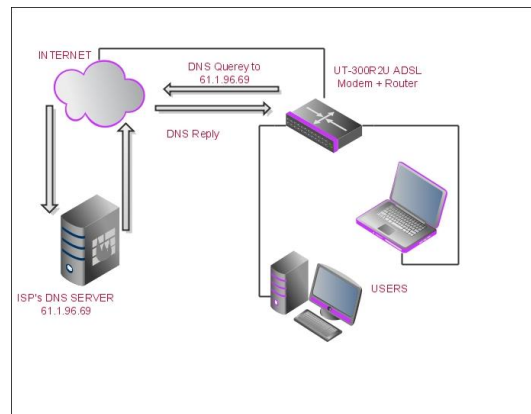 INTERNET
DNS Querey to
61.1.96.69
UT-300R2U ADSL
Modem + Router
DNS Reply
ISP's DNS SERVER
61.1.96.69
USERS